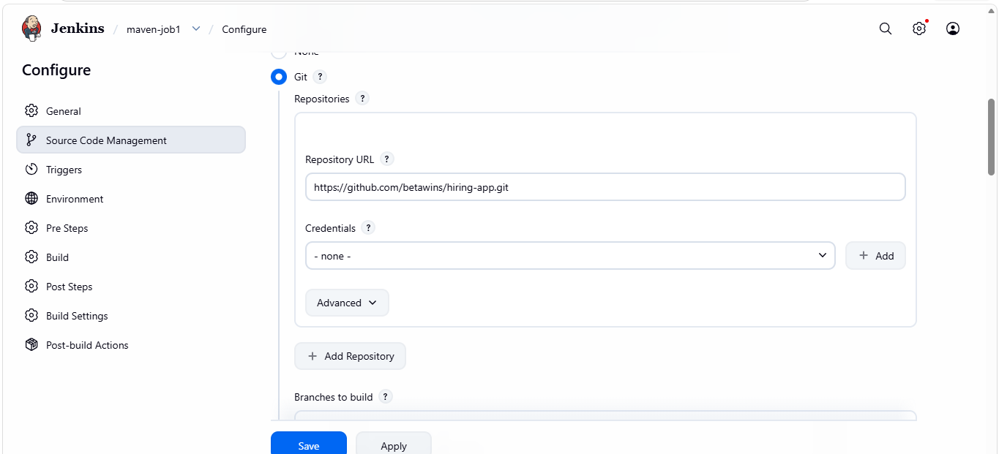 Jenkins / maven-job1 / Configure
Configure
None
Git ?
Repositories ?
General
Source Code Management
Repository URL ?
Triggers
https://github.com/betawins/hiring-app.git
Environment
Pre Steps
Credentials ?
Build
- none -
+ Add
Post Steps
Advanced
Build Settings
Post-build Actions
+ Add Repository
Branches to build ?
Save
Apply